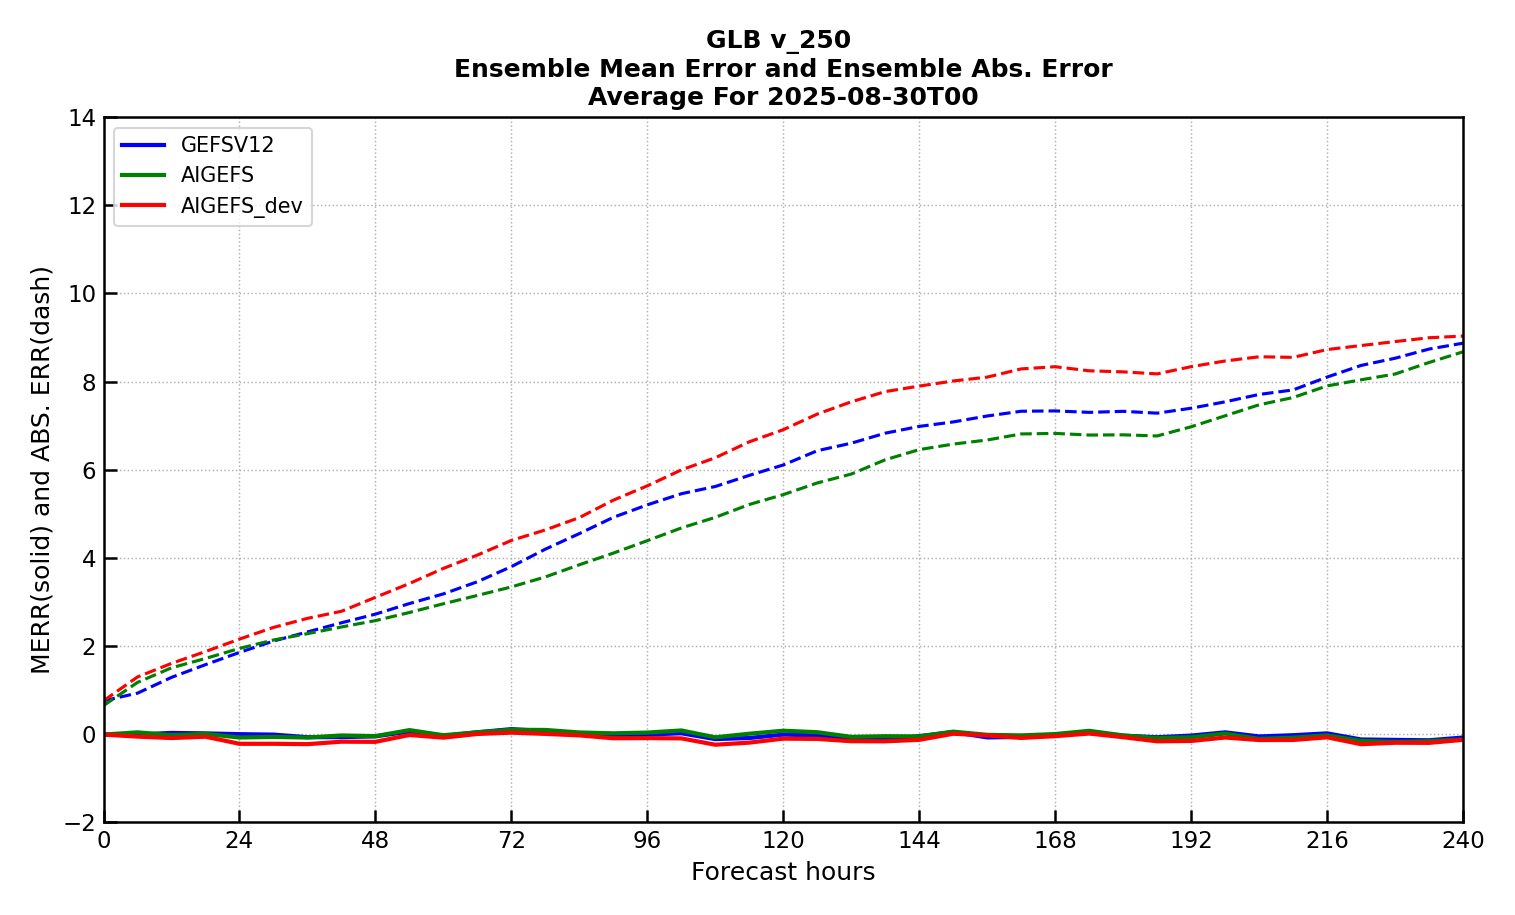 GLB v_250
Ensemble Mean Error and Ensemble Abs. Error
Average For 2025-08-30T00
MERR(solid) and ABS. ERR(dash)
14
12
10
8
6
4
2
0
−2
GEFSV12
AIGEFS
AIGEFS_dev
0 24 48 72 96 120 144 168 192 216 240
Forecast hours